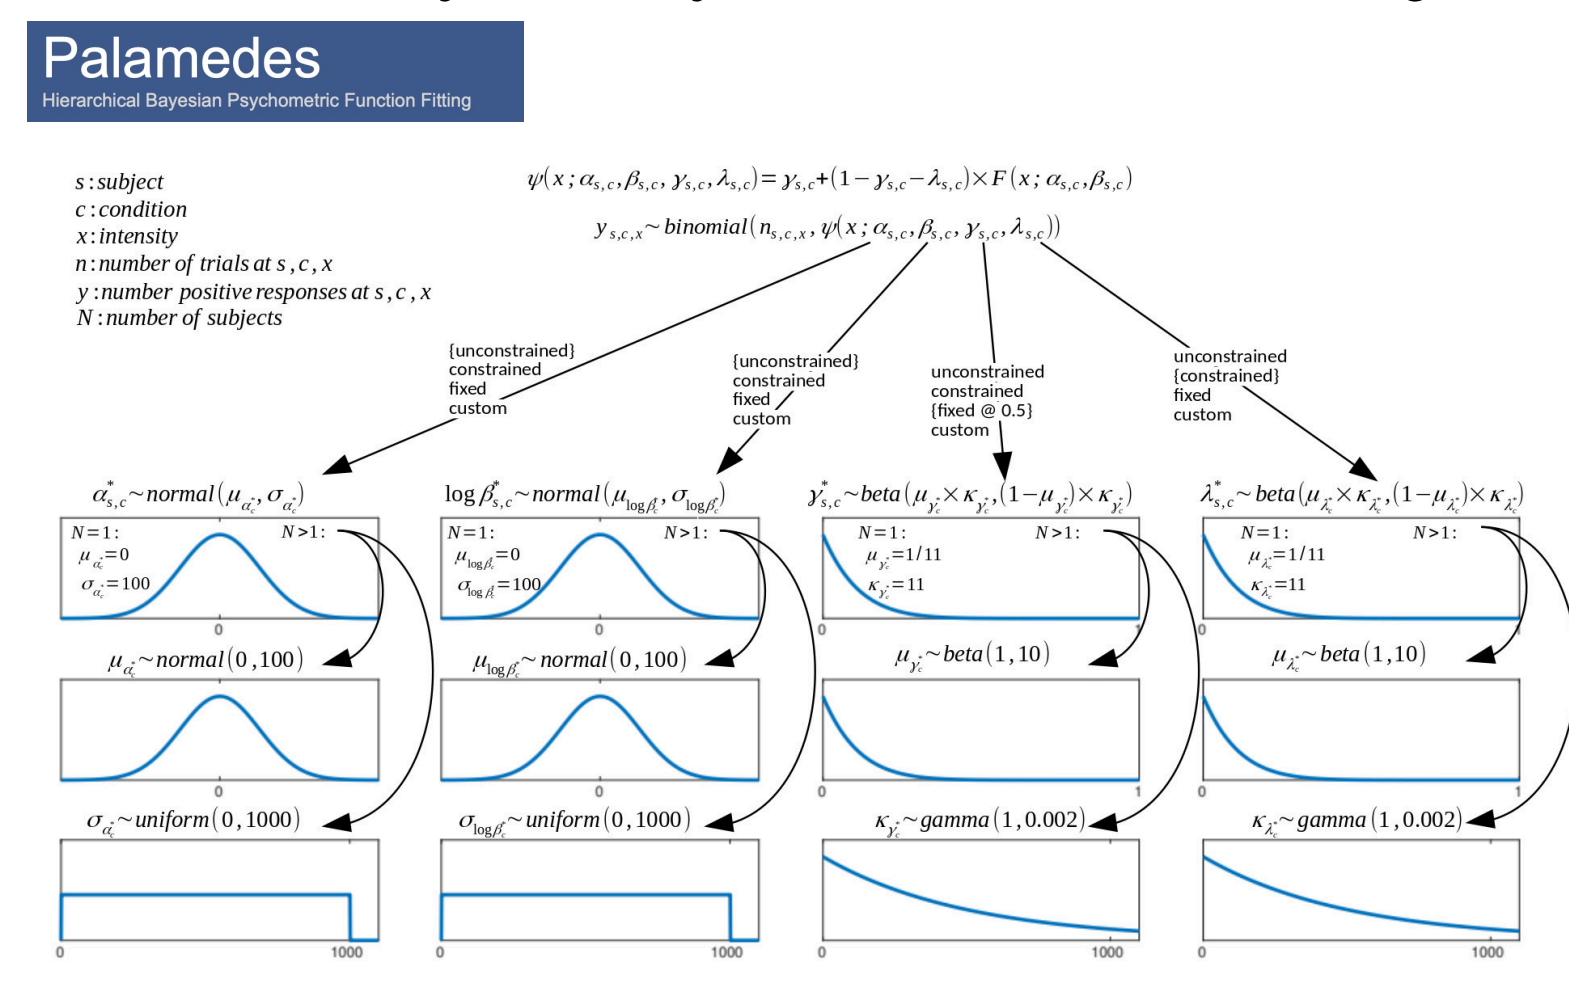 Palamedes
Hierarchical Bayesian Psychometric Function Fitting
s : subject
c : condition
x : intensity
n : number of trials at s , c , x
y : number positive responses at s , c , x
N : number of subjects
ψ(x ; α_{s,c}, β_{s,c}, γ_{s,c}, λ_{s,c}) = γ_{s,c} + (1 − γ_{s,c} − λ_{s,c}) × F(x ; α_{s,c}, β_{s,c})
y_{s,c,x} ~ binomial(n_{s,c,x}, ψ(x ; α_{s,c}, β_{s,c}, γ_{s,c}, λ_{s,c}))
{unconstrained}
constrained
fixed
custom
{unconstrained}
constrained
fixed
custom
unconstrained
constrained
{fixed @ 0.5}
custom
unconstrained
{constrained}
fixed
custom
α*_{s,c} ~ normal(μ_{α*_c}, σ_{α*_c})
N=1:
N>1:
μ_{α*_c}=0
σ_{α*_c}=100
0
μ_{α*_c} ~ normal(0,100)
0
σ_{α*_c} ~ uniform(0,1000)
0
1000
log β*_{s,c} ~ normal(μ_{log β*_c}, σ_{log β*_c})
N=1:
N>1:
μ_{log β*_c}=0
σ_{log β*_c}=100
0
μ_{log β*_c} ~ normal(0,100)
0
σ_{log β*_c} ~ uniform(0,1000)
0
1000
γ*_{s,c} ~ beta(μ_{γ*_c} × κ_{γ*_c}, (1−μ_{γ*_c}) × κ_{γ*_c})
N=1:
N>1:
μ_{γ*_c}=1/11
κ_{γ*_c}=11
0
1
μ_{γ*_c} ~ beta(1,10)
0
1
κ_{γ*_c} ~ gamma(1,0.002)
0
1000
λ*_{s,c} ~ beta(μ_{λ*_c} × κ_{λ*_c}, (1−μ_{λ*_c}) × κ_{λ*_c})
N=1:
N>1:
μ_{λ*_c}=1/11
κ_{λ*_c}=11
0
1
μ_{λ*_c} ~ beta(1,10)
0
1
κ_{λ*_c} ~ gamma(1,0.002)
0
1000